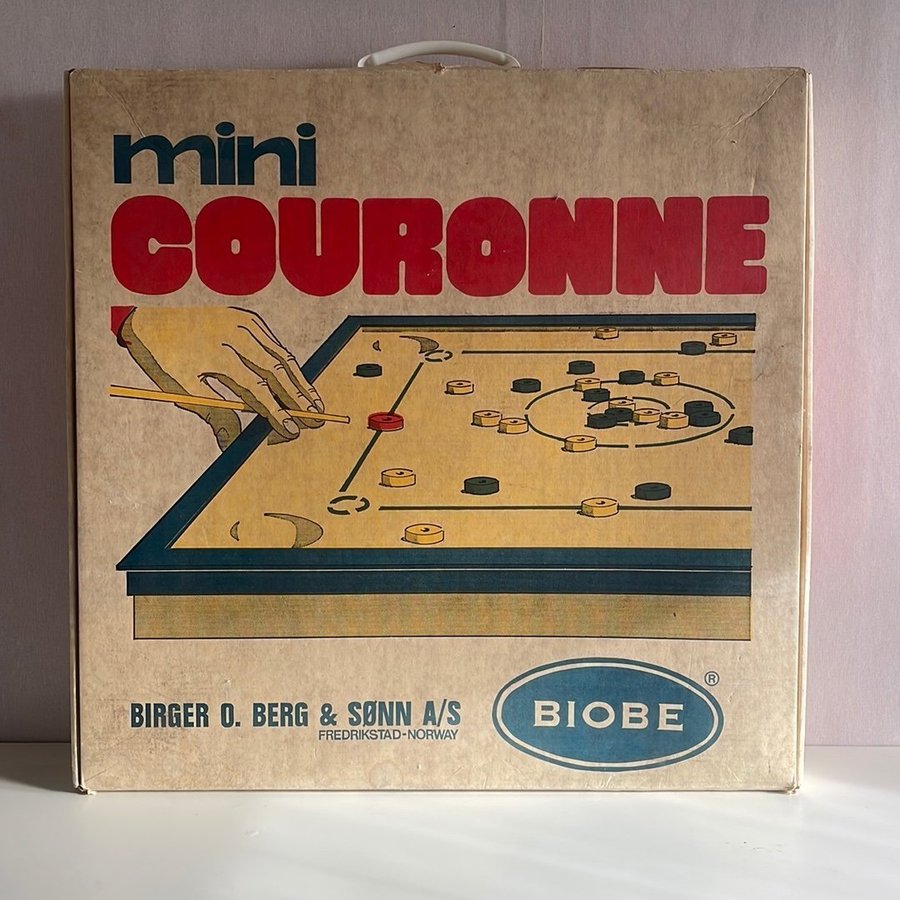 mini
COURONNE
BIRGER O. BERG & SØNN A/S
FREDRIKSTAD-NORWAY
BIOBE ®